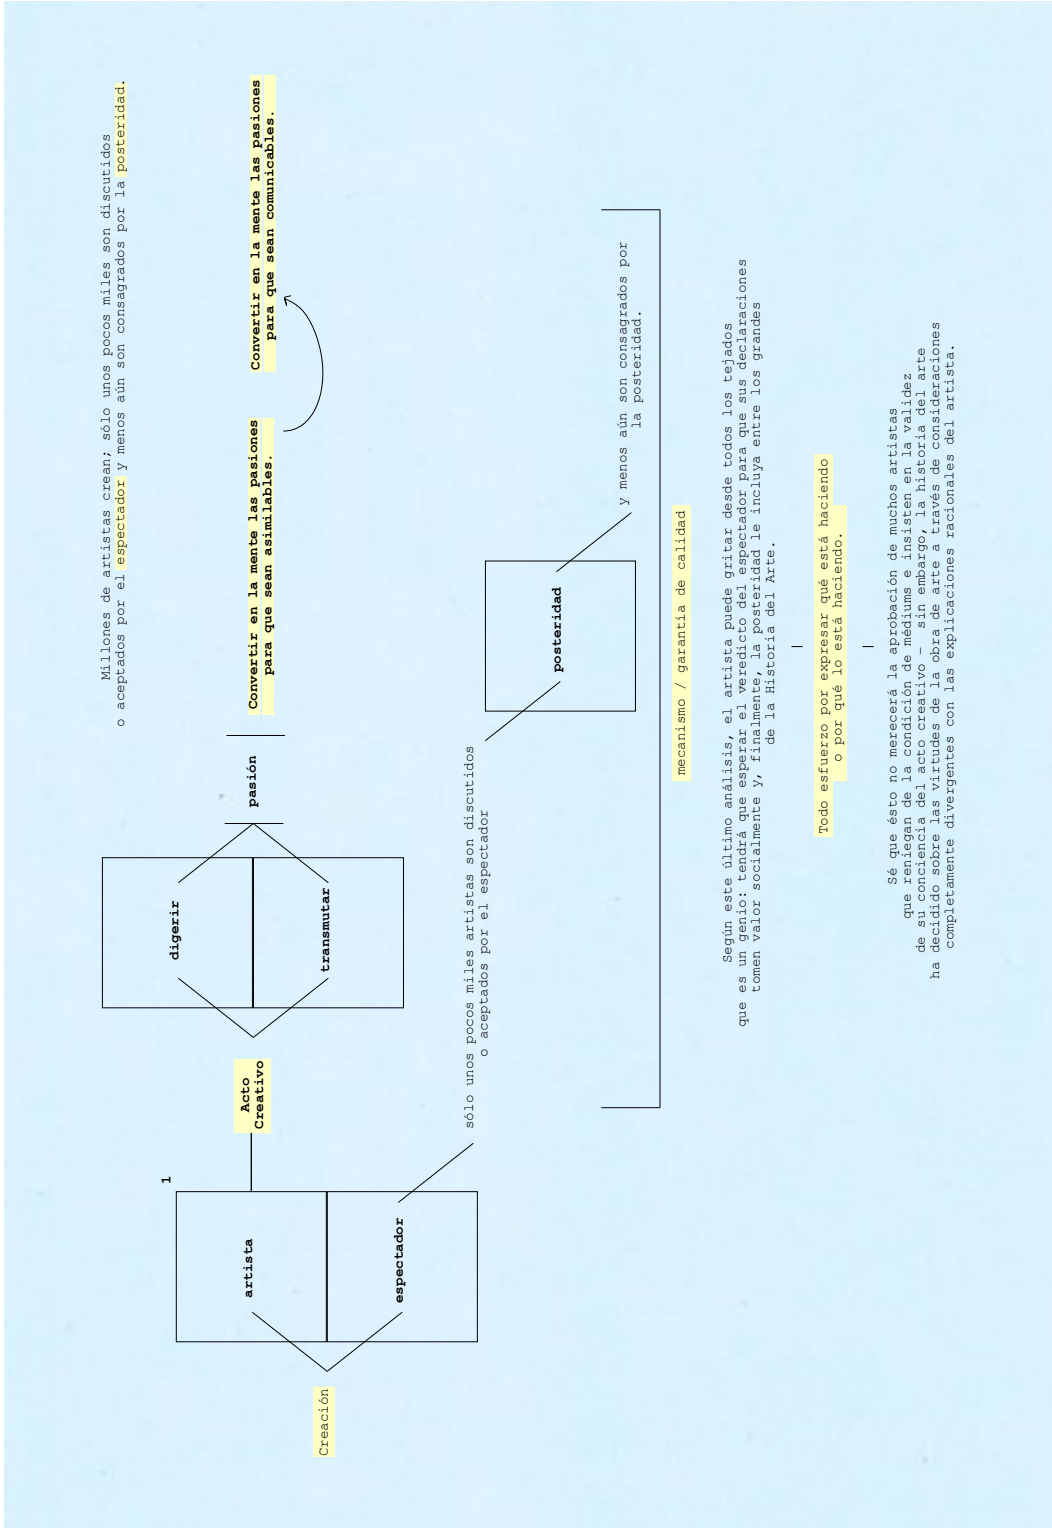 Millones de artistas crean; sólo unos pocos miles son discutidos
o aceptados por el espectador y menos aún son consagrados por la posteridad.
Creación
1
artista
espectador
Acto
Creativo
digerir
transmutar
pasión
Convertir en la mente las pasiones
para que sean asimilables.
Convertir en la mente las pasiones
para que sean comunicables.
sólo unos pocos miles artistas son discutidos
o aceptados por el espectador
posteridad
y menos aún son consagrados por
la posteridad.
mecanismo / garantía de calidad
Según este último análisis, el artista puede gritar desde todos los tejados
que es un genio: tendrá que esperar el veredicto del espectador para que sus declaraciones
tomen valor socialmente y, finalmente, la posteridad le incluya entre los grandes
de la Historia del Arte.
|
Todo esfuerzo por expresar qué está haciendo
o por qué lo está haciendo.
|
Sé que ésto no merecerá la aprobación de muchos artistas
que reniegan de la condición de médiums e insisten en la validez
de su conciencia del acto creativo – sin embargo, la historia del arte
ha decidido sobre las virtudes de la obra de arte a través de consideraciones
completamente divergentes con las explicaciones racionales del artista.